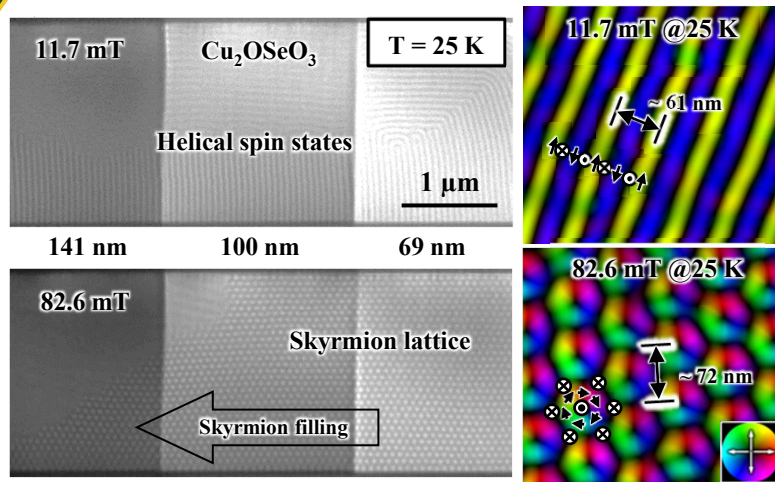 11.7 mT
Cu₂OSeO₃
T = 25 K
Helical spin states
1 µm
141 nm
100 nm
69 nm
82.6 mT
Skyrmion lattice
Skyrmion filling
11.7 mT @25 K
~ 61 nm
82.6 mT @25 K
~ 72 nm